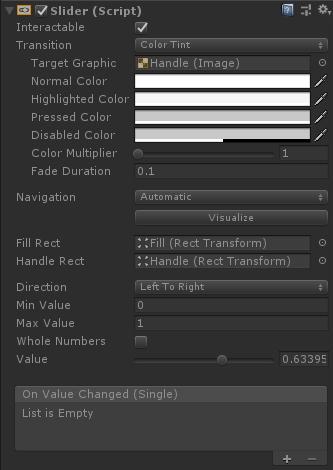 Slider (Script)
Interactable
Transition Color Tint
Target Graphic Handle (Image)
Normal Color
Highlighted Color
Pressed Color
Disabled Color
Color Multiplier 1
Fade Duration 0.1
Navigation Automatic
Visualize
Fill Rect Fill (Rect Transform)
Handle Rect Handle (Rect Transform)
Direction Left To Right
Min Value 0
Max Value 1
Whole Numbers
Value 0.63395
On Value Changed (Single)
List is Empty